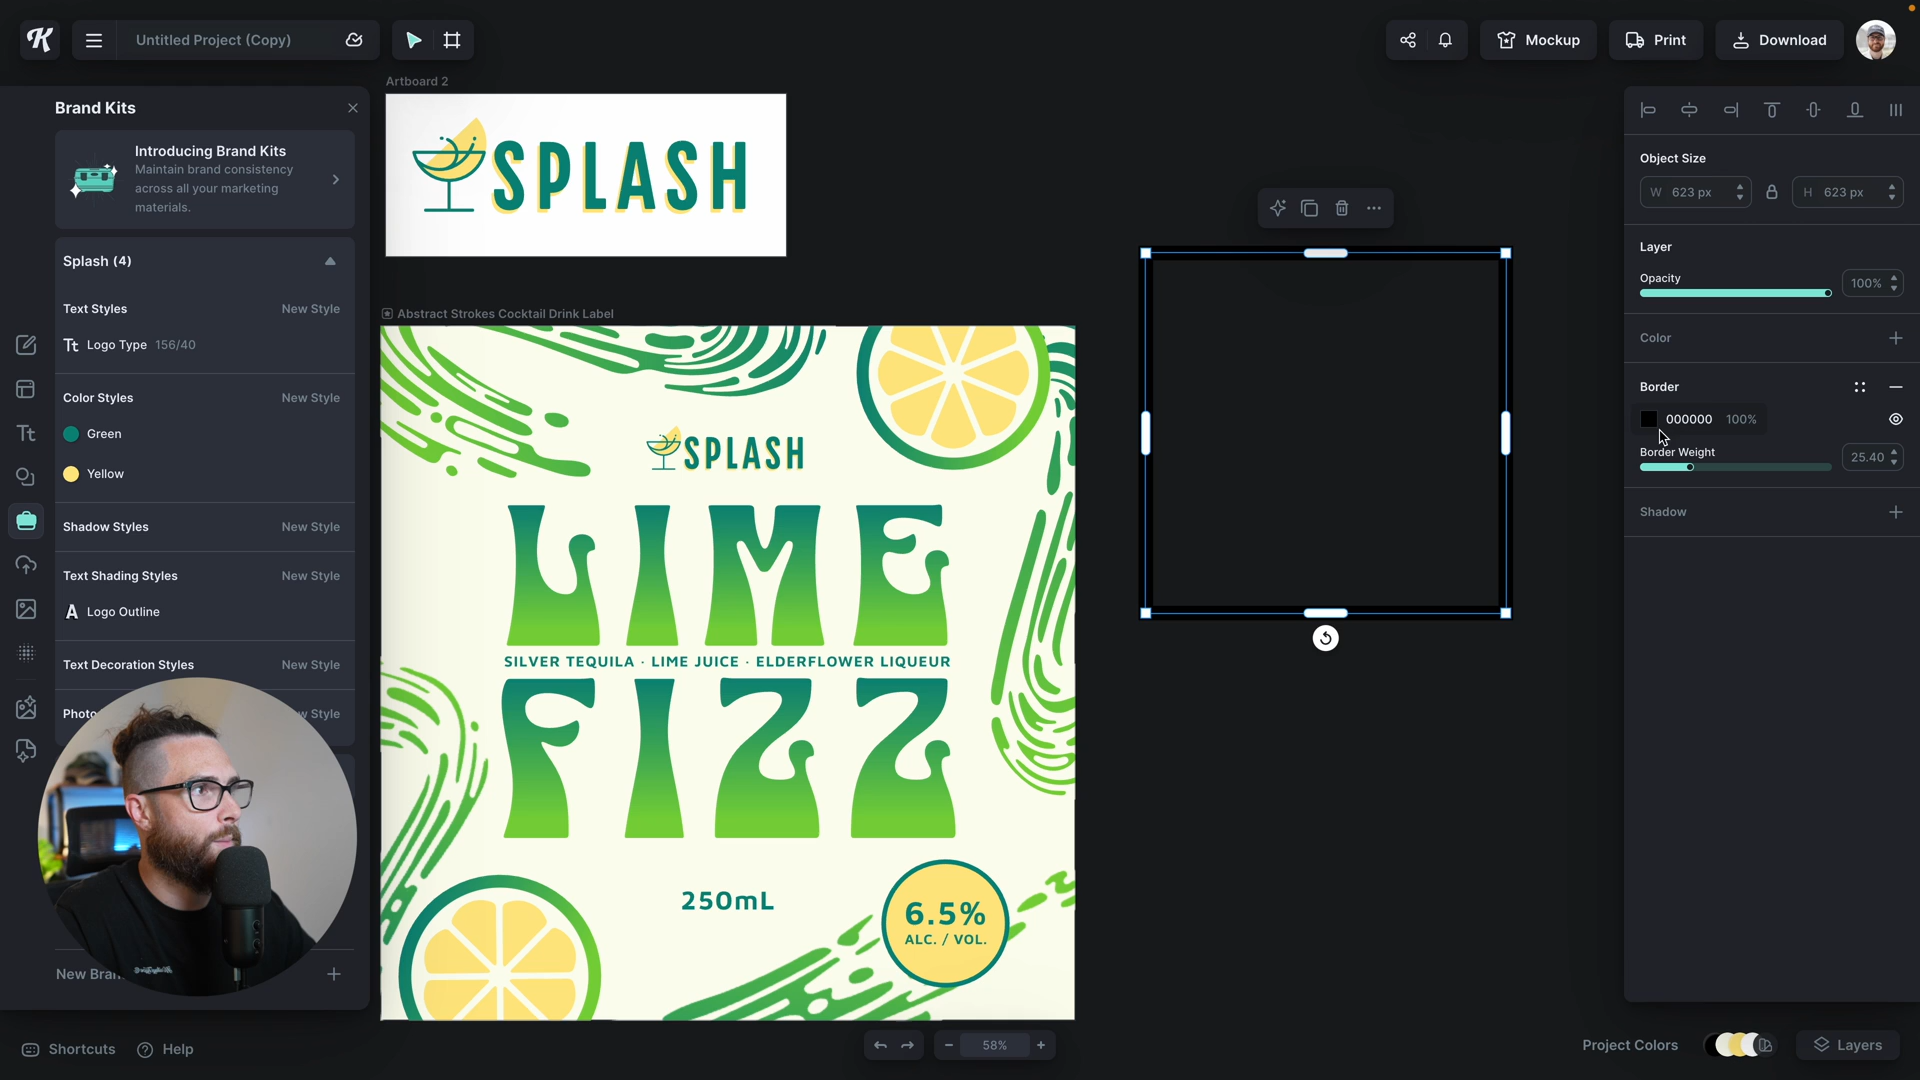 Untitled Project (Copy)
Mockup
Print
Download
Brand Kits
Introducing Brand Kits
Maintain brand consistency
across all your marketing
materials.
Splash (4)
Text Styles
New Style
Logo Type 156/40
Color Styles
New Style
Green
Yellow
Shadow Styles
New Style
Text Shading Styles
New Style
A Logo Outline
Text Decoration Styles
New Style
Photo
w Style
New Bran
Shortcuts
Help
Artboard 2
SPLASH
Abstract Strokes Cocktail Drink Label
SPLASH
LIME
SILVER TEQUILA · LIME JUICE · ELDERFLOWER LIQUEUR
FIZZ
250mL
6.5%
ALC. / VOL.
58%
Object Size
W 623 px
H 623 px
Layer
Opacity
100%
Color
Border
000000 100%
Border Weight
25.40
Shadow
Project Colors
Layers